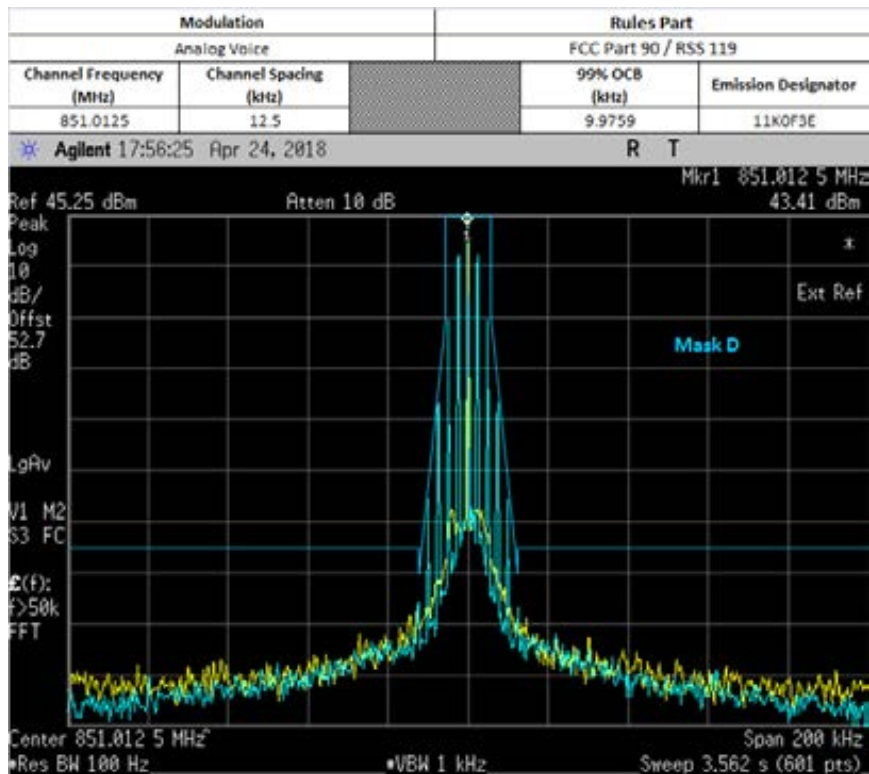 Modulation Rules Part
Analog Voice FCC Part 90 / RSS 119
Channel Frequency (MHz) Channel Spacing (kHz) 99% OCB (kHz) Emission Designator
851.0125 12.5 9.9759 11K0F3E
Agilent 17:56:25 Apr 24, 2018 R T
Mkr1 851.012 5 MHz
Ref 45.25 dBm Atten 10 dB 43.41 dBm
Peak
Log
10
dB/
Offst
52.7
dB
1
*
Ext Ref
Mask D
LgAv
V1 M2
S3 FC
£(f):
f>50k
FFT
Center 851.012 5 MHz Span 200 kHz
*Res BW 100 Hz *VBW 1 kHz Sweep 3.562 s (601 pts)